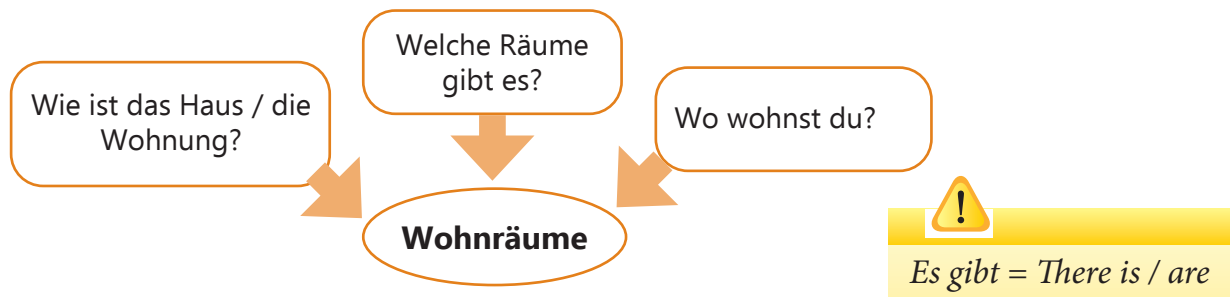 Wie ist das Haus / die
Wohnung?
Welche Räume
gibt es?
Wo wohnst du?
Wohnräume
!
Es gibt = There is / are